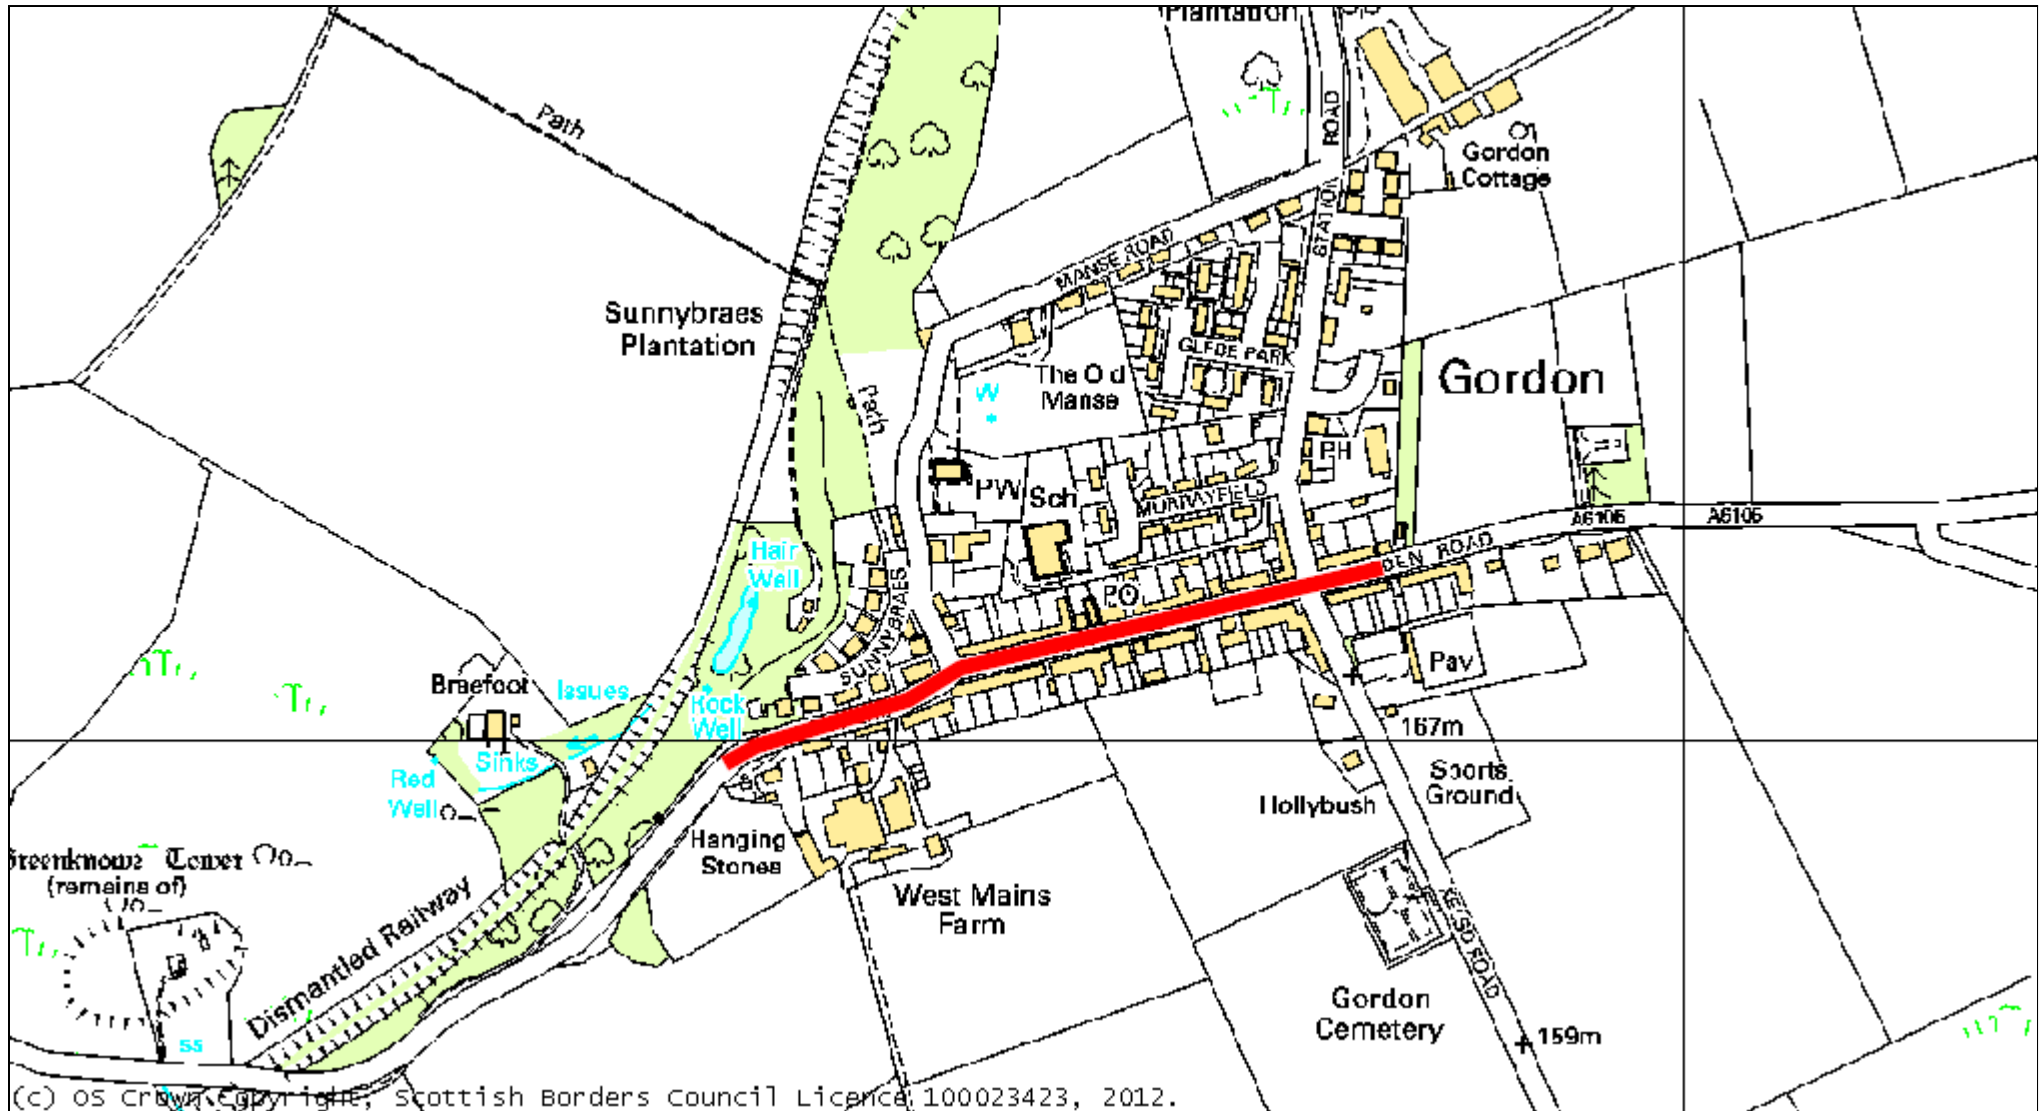 Plantation
ROAD
Path
Gordon
Cottage
STATION
MANSE ROAD
Sunnybraes
Plantation
GLEBE PARK
The Old
Manse
Gordon
W
Path
PH
PW
Sch
MURRAYFIELD
A6105
A6105
Hair
Well
DEN ROAD
PO
SUNNYBRAES
Pav
Braefoot
Issues
Rock
Well
167m
Sinks
Red
Well
Sports
Ground
Hollybush
Hanging
Stones
Greenknowe Tower
(remains of)
West Mains
Farm
KELSO ROAD
Dismantled Railway
Gordon
Cemetery
159m
(c) OS Crown Copyright, Scottish Borders Council Licence 100023423, 2012.